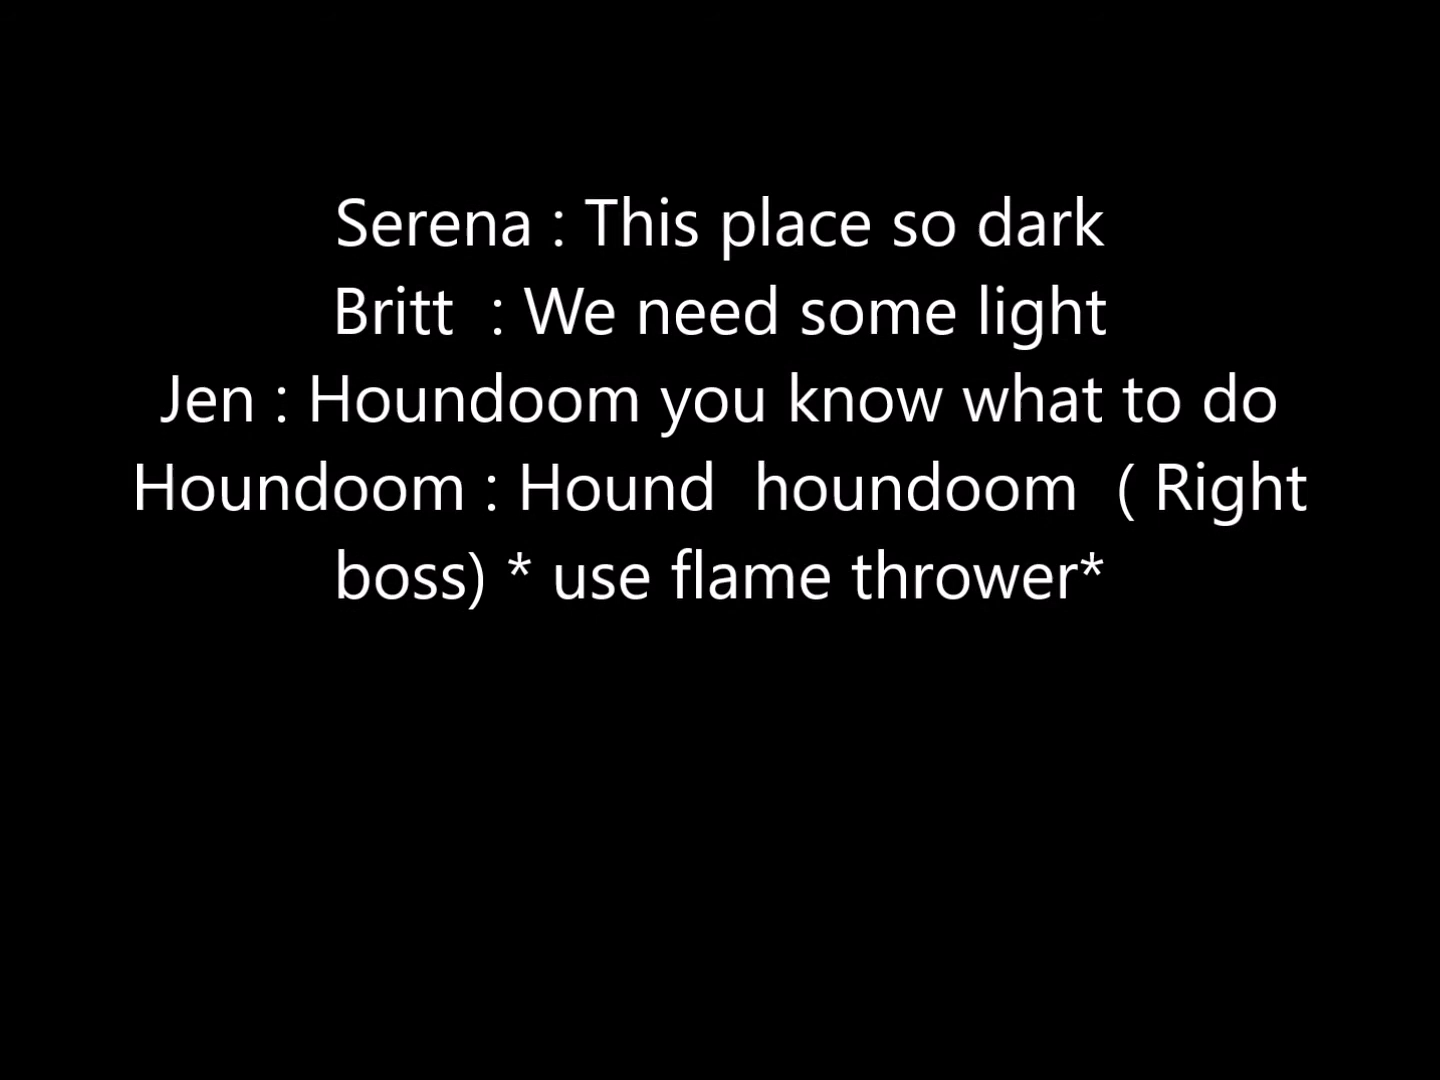 Serena : This place so dark
Britt  : We need some light
Jen : Houndoom you know what to do
Houndoom : Hound  houndoom  ( Right
boss) * use flame thrower*